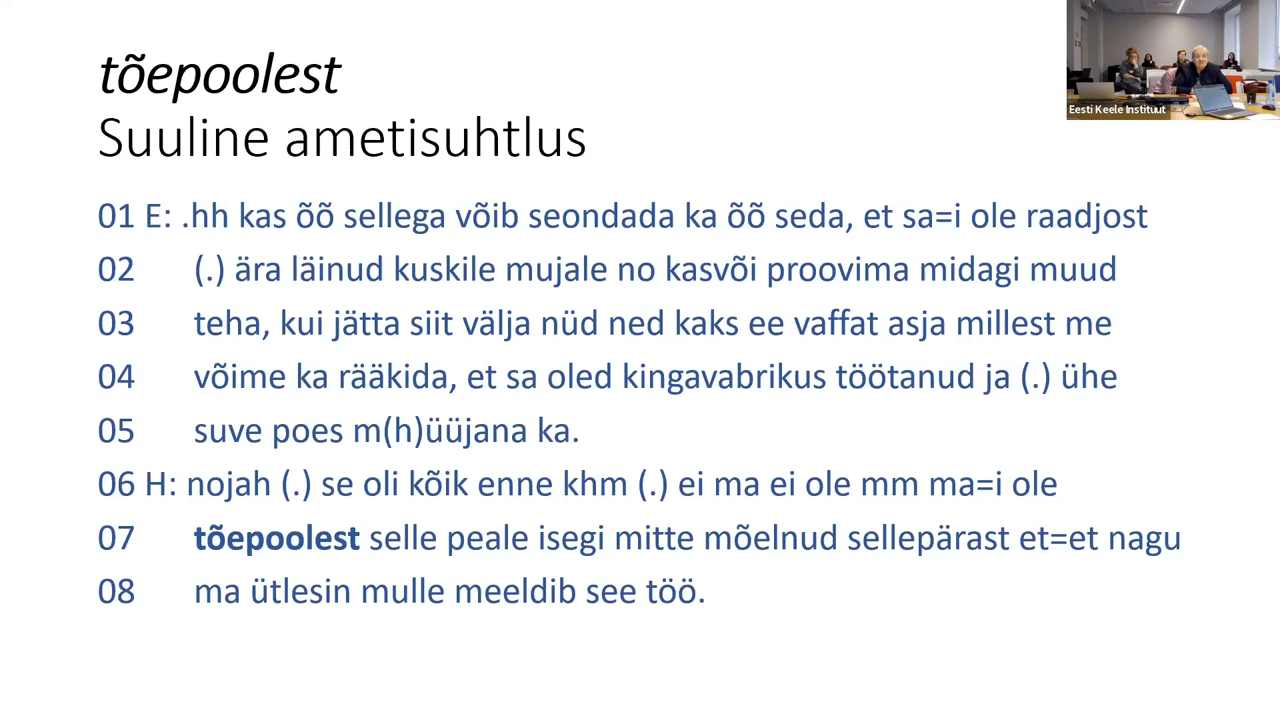 tõepoolest
Suuline ametisuhtlus
Eesti Keele Instituut
01 E: .hh kas õõ sellega võib seondada ka õõ seda, et sa=i ole raadjost
02 (.) ära läinud kuskile mujale no kasvõi proovima midagi muud
03 teha, kui jätta siit välja nüd ned kaks ee vaffat asja millest me
04 võime ka rääkida, et sa oled kingavabrikus töötanud ja (.) ühe
05 suve poes m(h)üüjana ka.
06 H: nojah (.) se oli kõik enne khm (.) ei ma ei ole mm ma=i ole
07 tõepoolest selle peale isegi mitte mõelnud sellepärast et=et nagu
08 ma ütlesin mulle meeldib see töö.